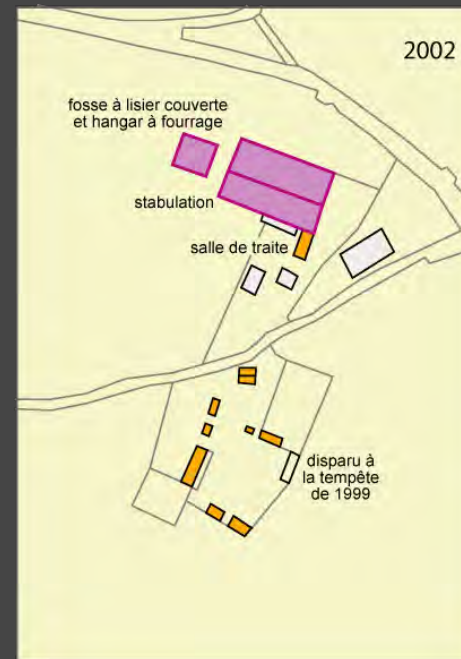 2002
fosse à lisier couverte
et hangar à fourrage
stabulation
salle de traite
disparu à
la tempête
de 1999